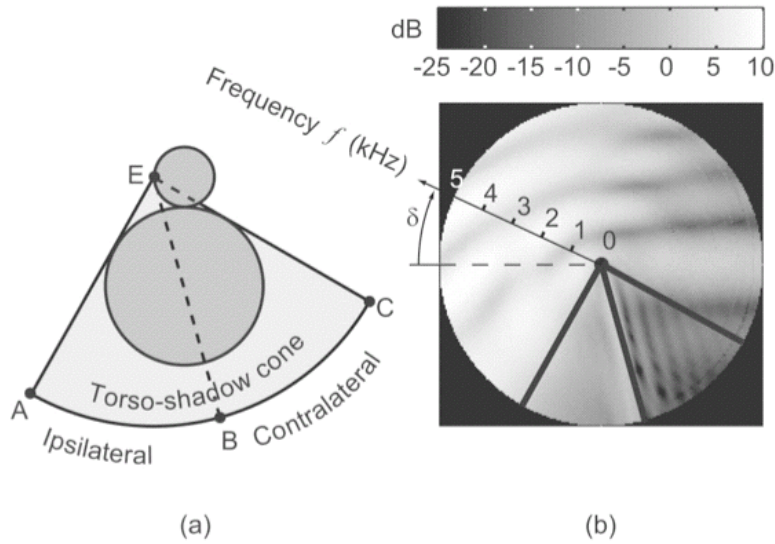 dB
-25 -20 -15 -10 -5 0 5 10
Frequency f (kHz)
E
A
B
C
Torso-shadow cone
Ipsilateral
Contralateral
δ
5 4 3 2 1 0
(a)
(b)